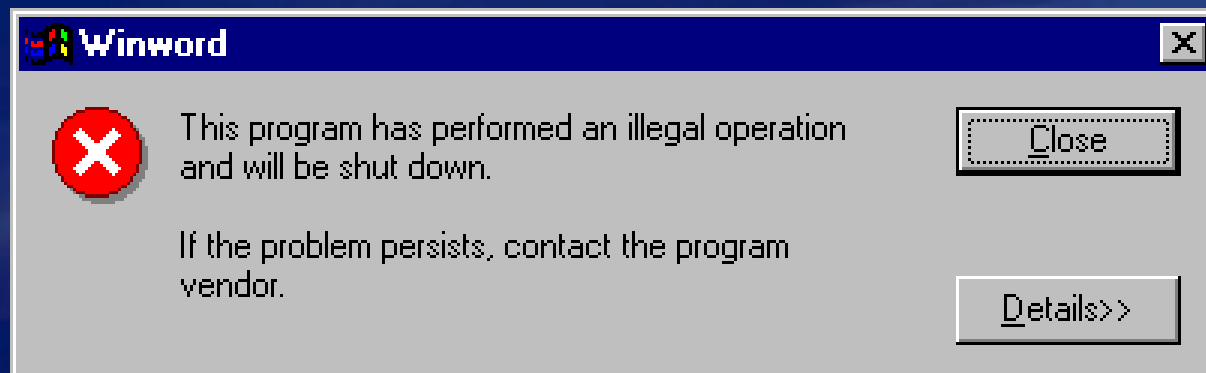 Winword
This program has performed an illegal operation
and will be shut down.
If the problem persists, contact the program
vendor.
Close
Details>>